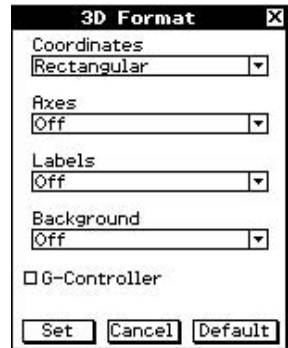 3D Format X
Coordinates
Rectangular
Axes
Off
Labels
Off
Background
Off
G-Controller
Set Cancel Default